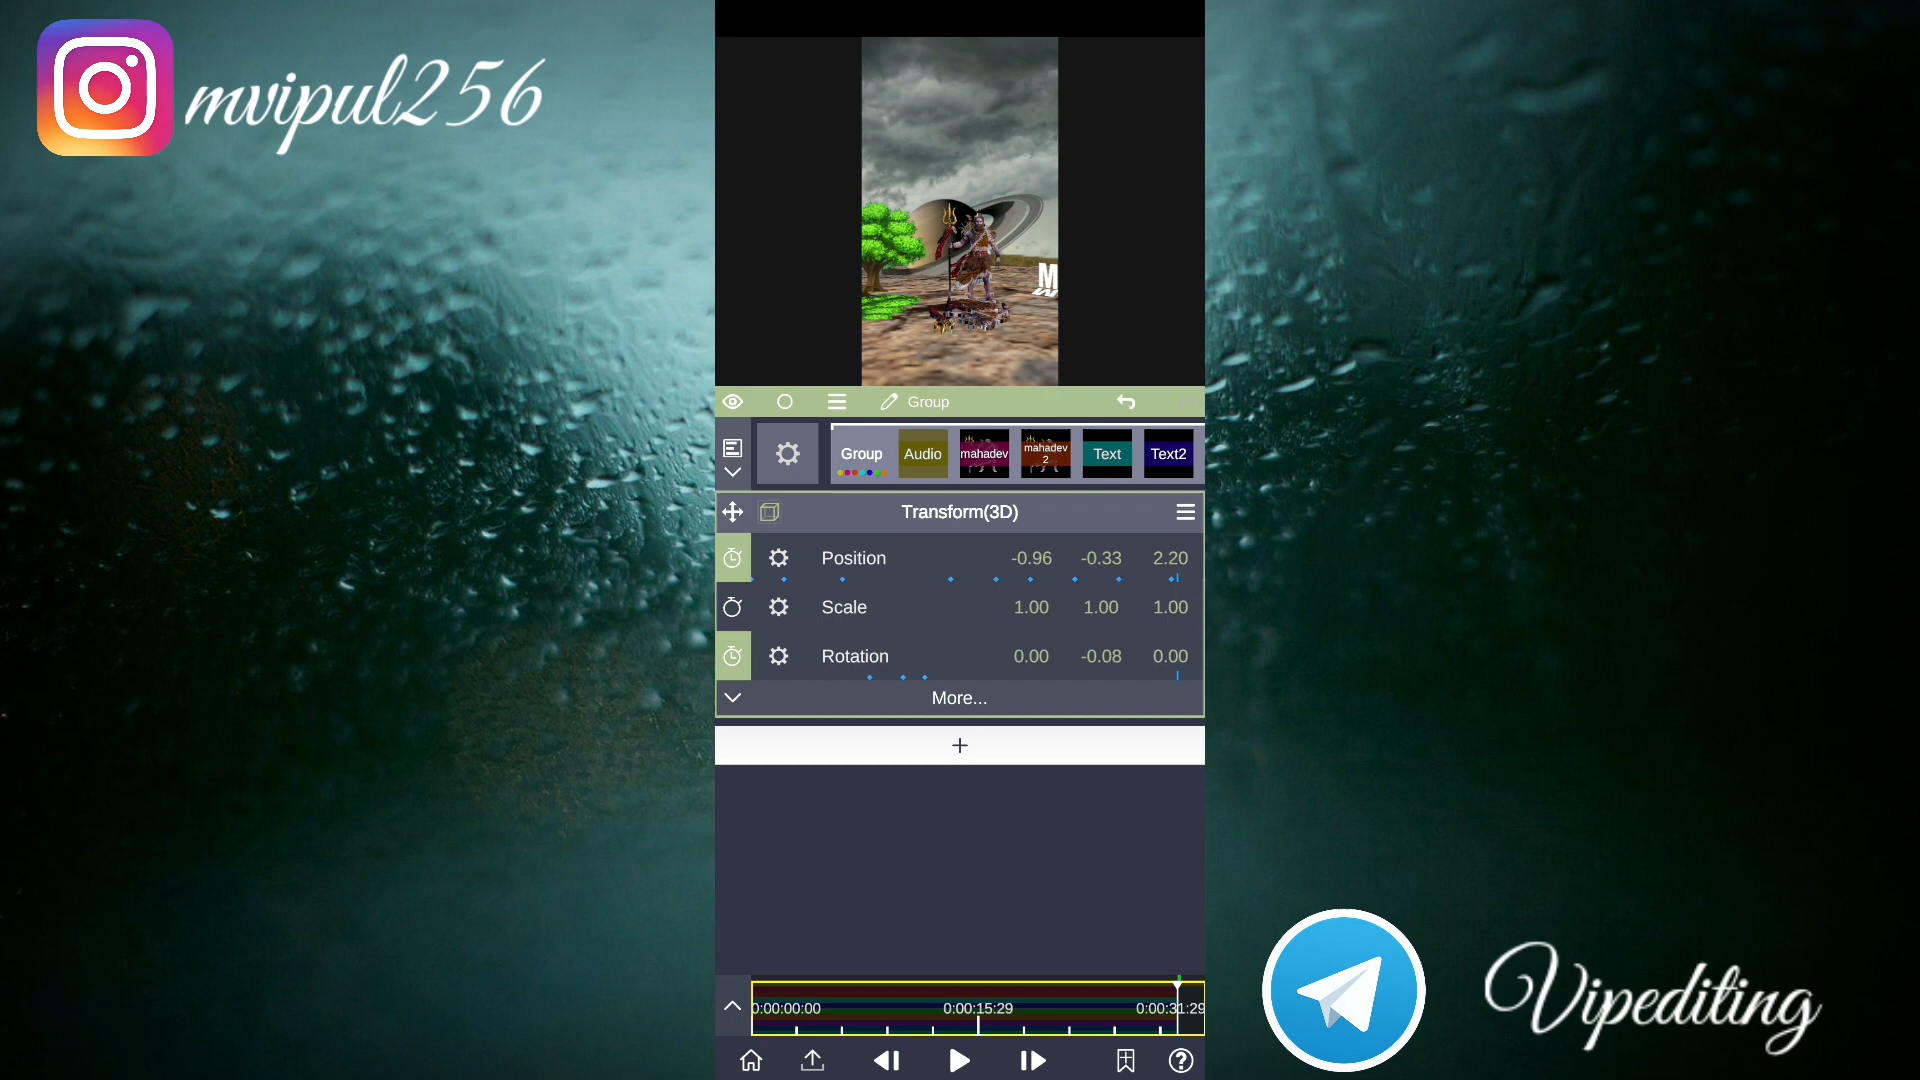 mvipul256
M
Group
Group
Audio
mahadev
mahadev
2
Text
Text2
Transform(3D)
Position -0.96 -0.33 2.20
Scale 1.00 1.00 1.00
Rotation 0.00 -0.08 0.00
More...
+
0:00:00:00 0:00:15:29 0:00:31:29
Vipediting